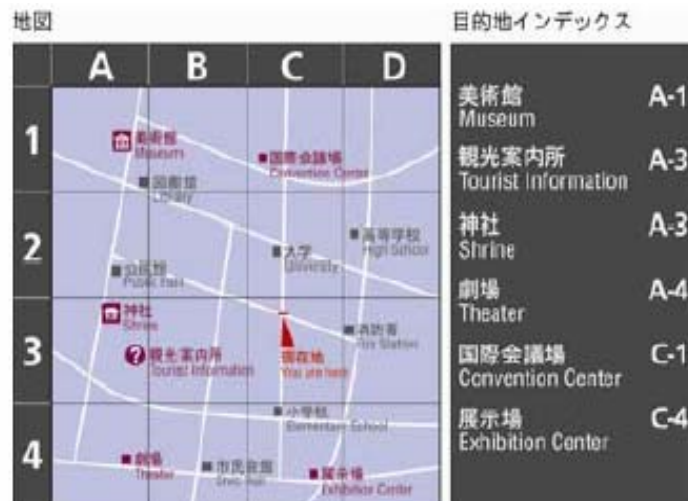 地図
A B C D
1
美術館
Museum
国際会議場
Convention Center
図書館
Library
2
大学
University
高等学校
High School
公民館
Public Hall
3
神社
Shrine
観光案内所
Tourist Information
現在地
You are here
消防署
Fire Station
4
小学校
Elementary School
劇場
Theater
市民会館
Civic Hall
展示場
Exhibition Center
目的地インデックス
美術館 A-1
Museum
観光案内所 A-3
Tourist Information
神社 A-3
Shrine
劇場 A-4
Theater
国際会議場 C-1
Convention Center
展示場 C-4
Exhibition Center